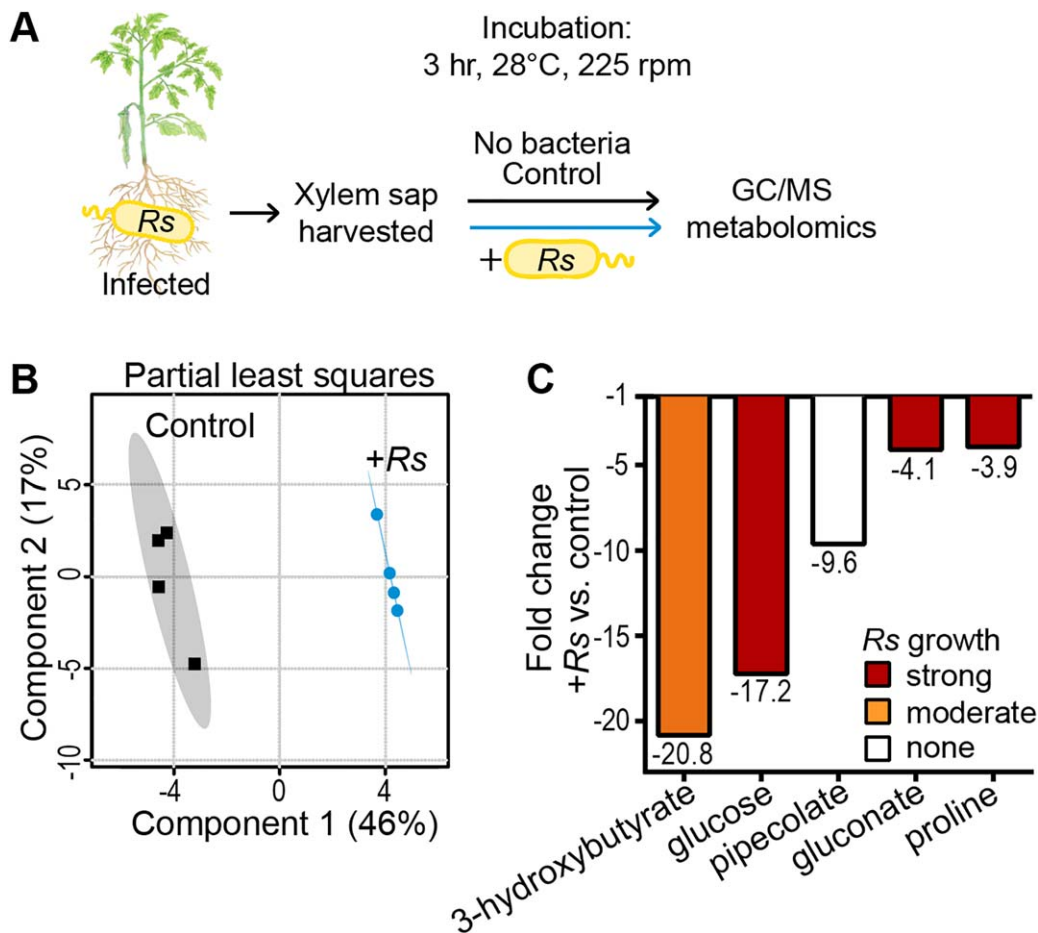 A
Incubation:
3 hr, 28°C, 225 rpm
No bacteria
Control
Rs
Infected
Xylem sap
harvested
+ Rs
GC/MS
metabolomics
B
Partial least squares
Control
+Rs
Component 2 (17%)
5
0
-5
-10
-4
0
4
Component 1 (46%)
C
Fold change
+Rs vs. control
-1
-5
-10
-15
-20
-20.8
-17.2
-9.6
-4.1
-3.9
Rs growth
strong
moderate
none
3-hydroxybutyrate
glucose
pipecolate
gluconate
proline